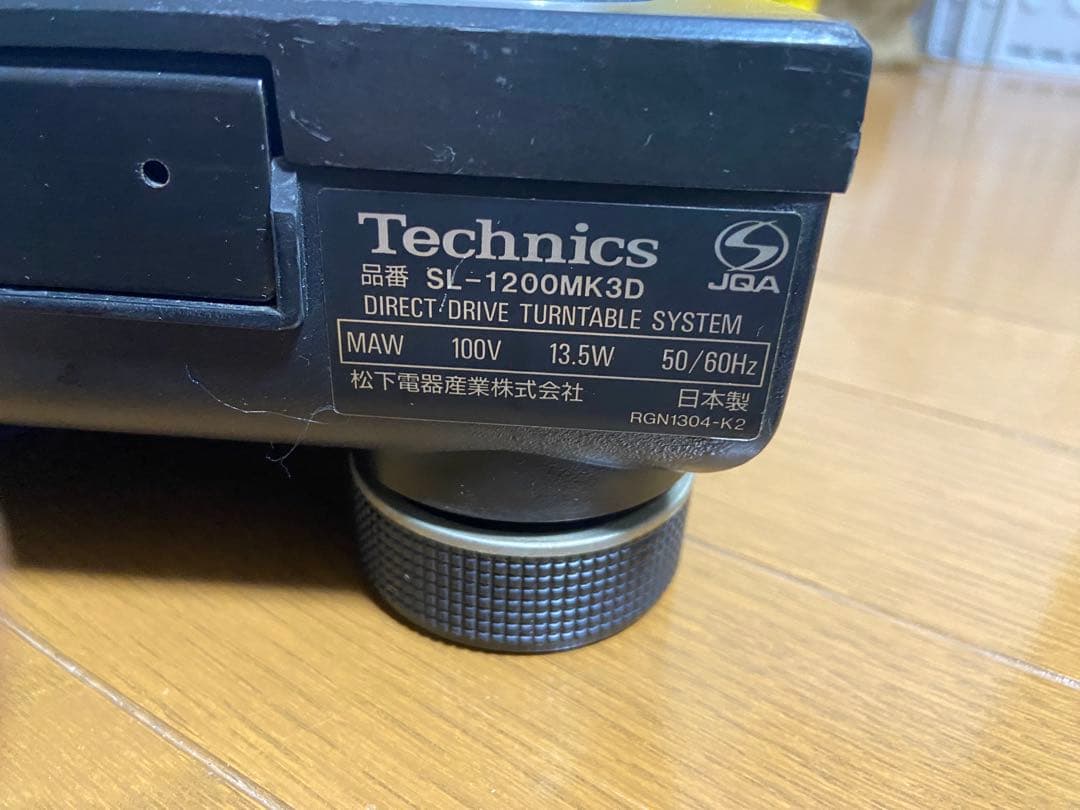 Technics
JQA
品番 SL-1200MK3D
DIRECT DRIVE TURNTABLE SYSTEM
MAW 100V 13.5W 50/60Hz
松下電器産業株式会社 日本製
RGN1304-K2